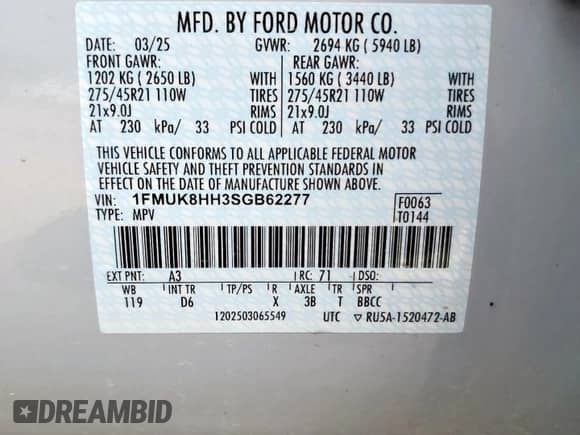 MFD. BY FORD MOTOR CO.
DATE: 03/25 GVWR: 2694 KG ( 5940 LB)
FRONT GAWR: REAR GAWR:
1202 KG ( 2650 LB) WITH 1560 KG ( 3440 LB) WITH
275/45R21 110W TIRES 275/45R21 110W TIRES
21x9.0J RIMS 21x9.0J RIMS
AT 230 kPa/ 33 PSI COLD AT 230 kPa/ 33 PSI COLD
THIS VEHICLE CONFORMS TO ALL APPLICABLE FEDERAL MOTOR
VEHICLE SAFETY AND THEFT PREVENTION STANDARDS IN
EFFECT ON THE DATE OF MANUFACTURE SHOWN ABOVE.
VIN: 1FMUK8HH3SGB62277 F0063
TYPE: MPV T0144
EXT PNT: A3 RC: 71 DSO:
WB INT TR TP/PS R AXLE TR SPR
119 D6 X 3B T BBCC
1202503065549 UTC ▽ RU5A-1520472-AB
DREAMBID